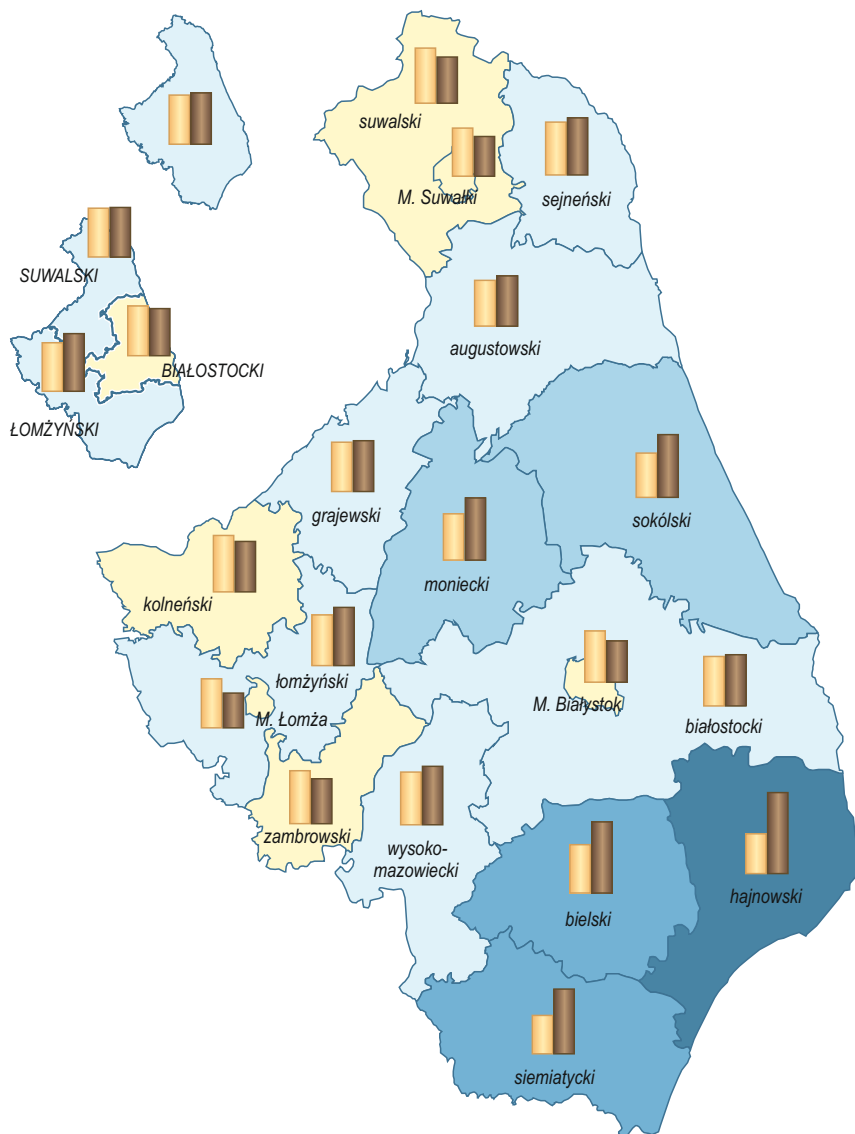 suwalski
M. Suwałki
sejneński
SUWALSKI
augustowski
BIAŁOSTOCKI
ŁOMŻYŃSKI
grajewski
sokólski
kolneński
moniecki
łomżyński
M. Łomża
M. Białystok
białostocki
zambrowski
wysoko-
mazowiecki
hajnowski
bielski
siemiatycki